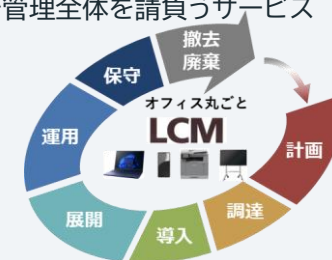 管理全体を請負うサービス
撤去
廃棄
保守
オフィス丸ごと
LCM
運用
計画
展開
調達
導入